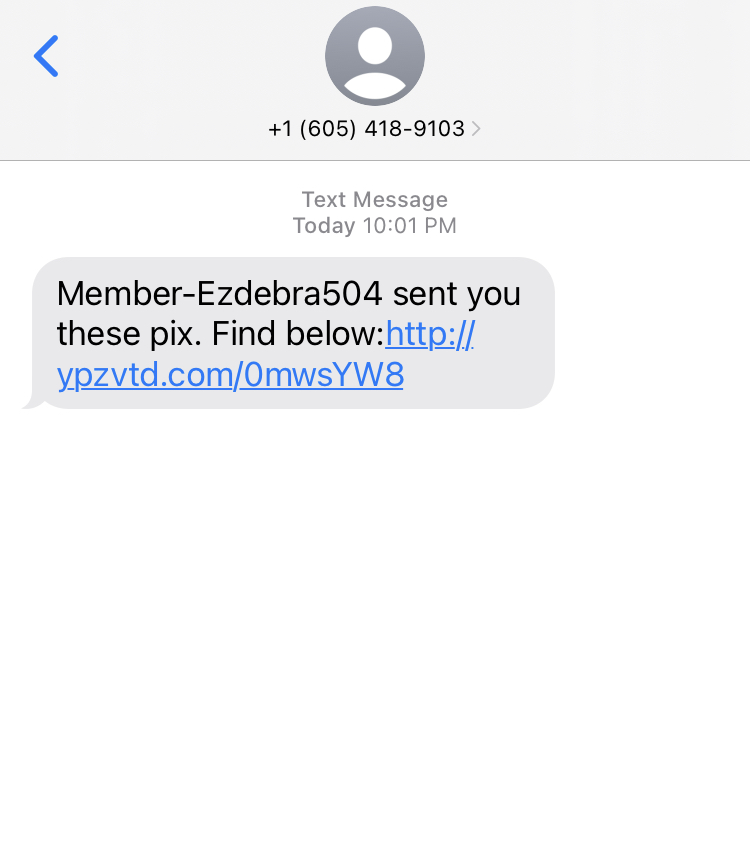 +1 (605) 418-9103
Text Message
Today 10:01 PM
Member-Ezdebra504 sent you
these pix. Find below:http://
ypzvtd.com/0mwsYW8